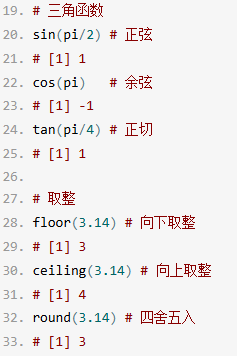 19. # 三角函数
20. sin(pi/2) # 正弦
21. # [1] 1
22. cos(pi)   # 余弦
23. # [1] -1
24. tan(pi/4) # 正切
25. # [1] 1
26.
27. # 取整
28. floor(3.14) # 向下取整
29. # [1] 3
30. ceiling(3.14) # 向上取整
31. # [1] 4
32. round(3.14) # 四舍五入
33. # [1] 3